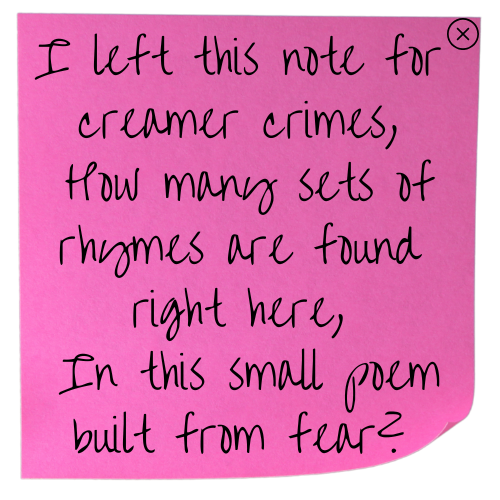 I left this note for
creamer crimes,
How many sets of
rhymes are found
right here,
In this small poem
built from fear?